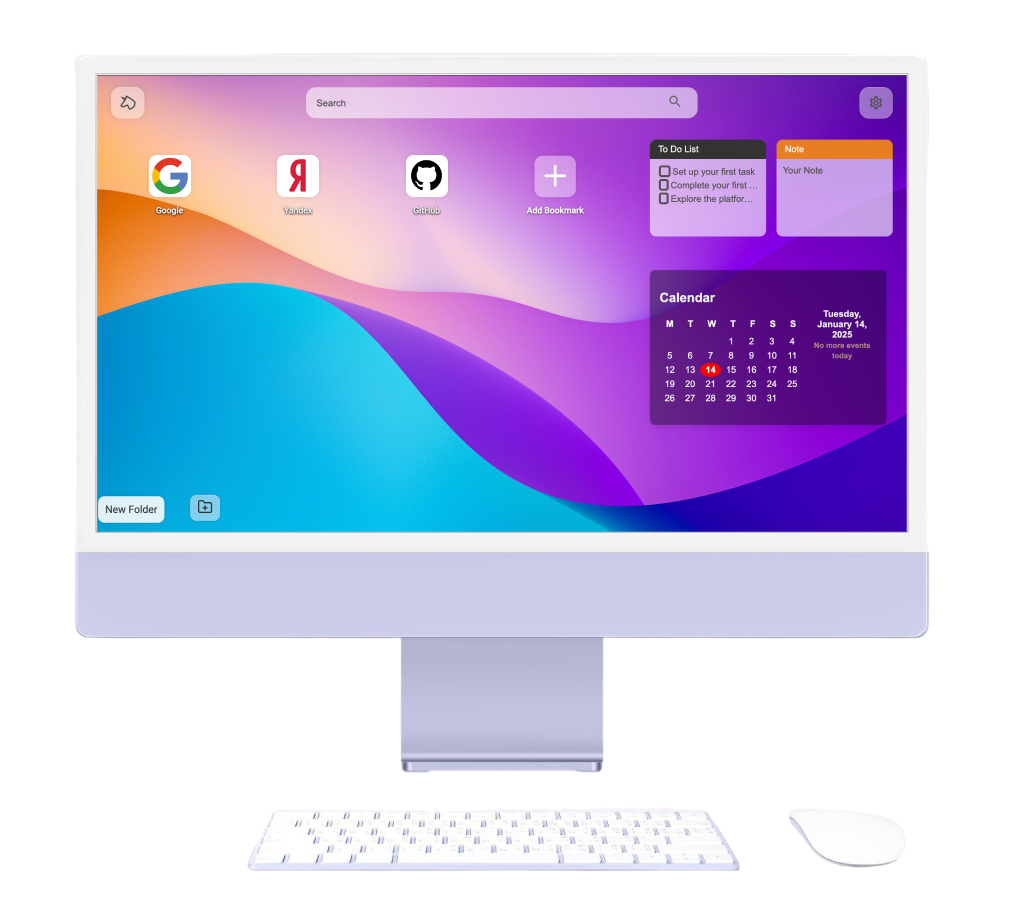 Search
Google
Yandex
GitHub
Add Bookmark
To Do List
Set up your first task
Complete your first ...
Explore the platfor...
Note
Your Note
Calendar
M T W T F S S
1 2 3 4
5 6 7 8 9 10 11
12 13 14 15 16 17 18
19 20 21 22 23 24 25
26 27 28 29 30 31
Tuesday,
January 14,
2025
No more events
today
New Folder